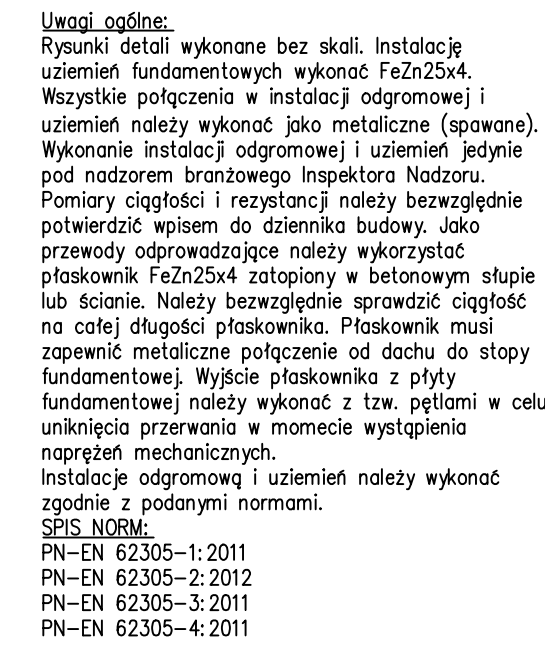 Uwagi ogólne:
Rysunki detali wykonane bez skali. Instalację
uziemień fundamentowych wykonać FeZn25x4.
Wszystkie połączenia w instalacji odgromowej i
uziemień należy wykonać jako metaliczne (spawane).
Wykonanie instalacji odgromowej i uziemień jedynie
pod nadzorem branżowego Inspektora Nadzoru.
Pomiary ciągłości i rezystancji należy bezwzględnie
potwierdzić wpisem do dziennika budowy. Jako
przewody odprowadzające należy wykorzystać
płaskownik FeZn25x4 zatopiony w betonowym słupie
lub ścianie. Należy bezwzględnie sprawdzić ciągłość
na całej długości płaskownika. Płaskownik musi
zapewnić metaliczne połączenie od dachu do stopy
fundamentowej. Wyjście płaskownika z płyty
fundamentowej należy wykonać z tzw. pętlami w celu
uniknięcia przerwania w momecie wystąpienia
naprężeń mechanicznych.
Instalacje odgromową i uziemień należy wykonać
zgodnie z podanymi normami.
SPIS NORM:
PN-EN 62305-1:2011
PN-EN 62305-2:2012
PN-EN 62305-3:2011
PN-EN 62305-4:2011